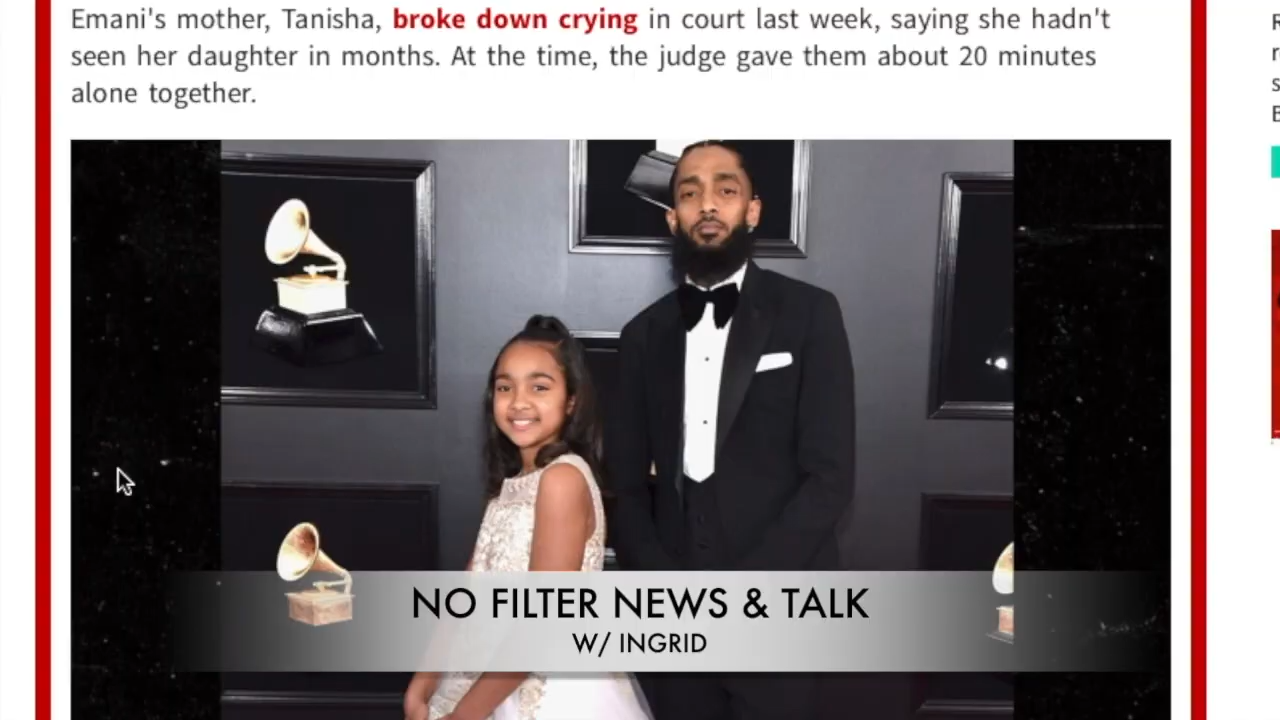 Emani's mother, Tanisha, broke down crying in court last week, saying she hadn't
seen her daughter in months. At the time, the judge gave them about 20 minutes
alone together.
NO FILTER NEWS & TALK
W/ INGRID